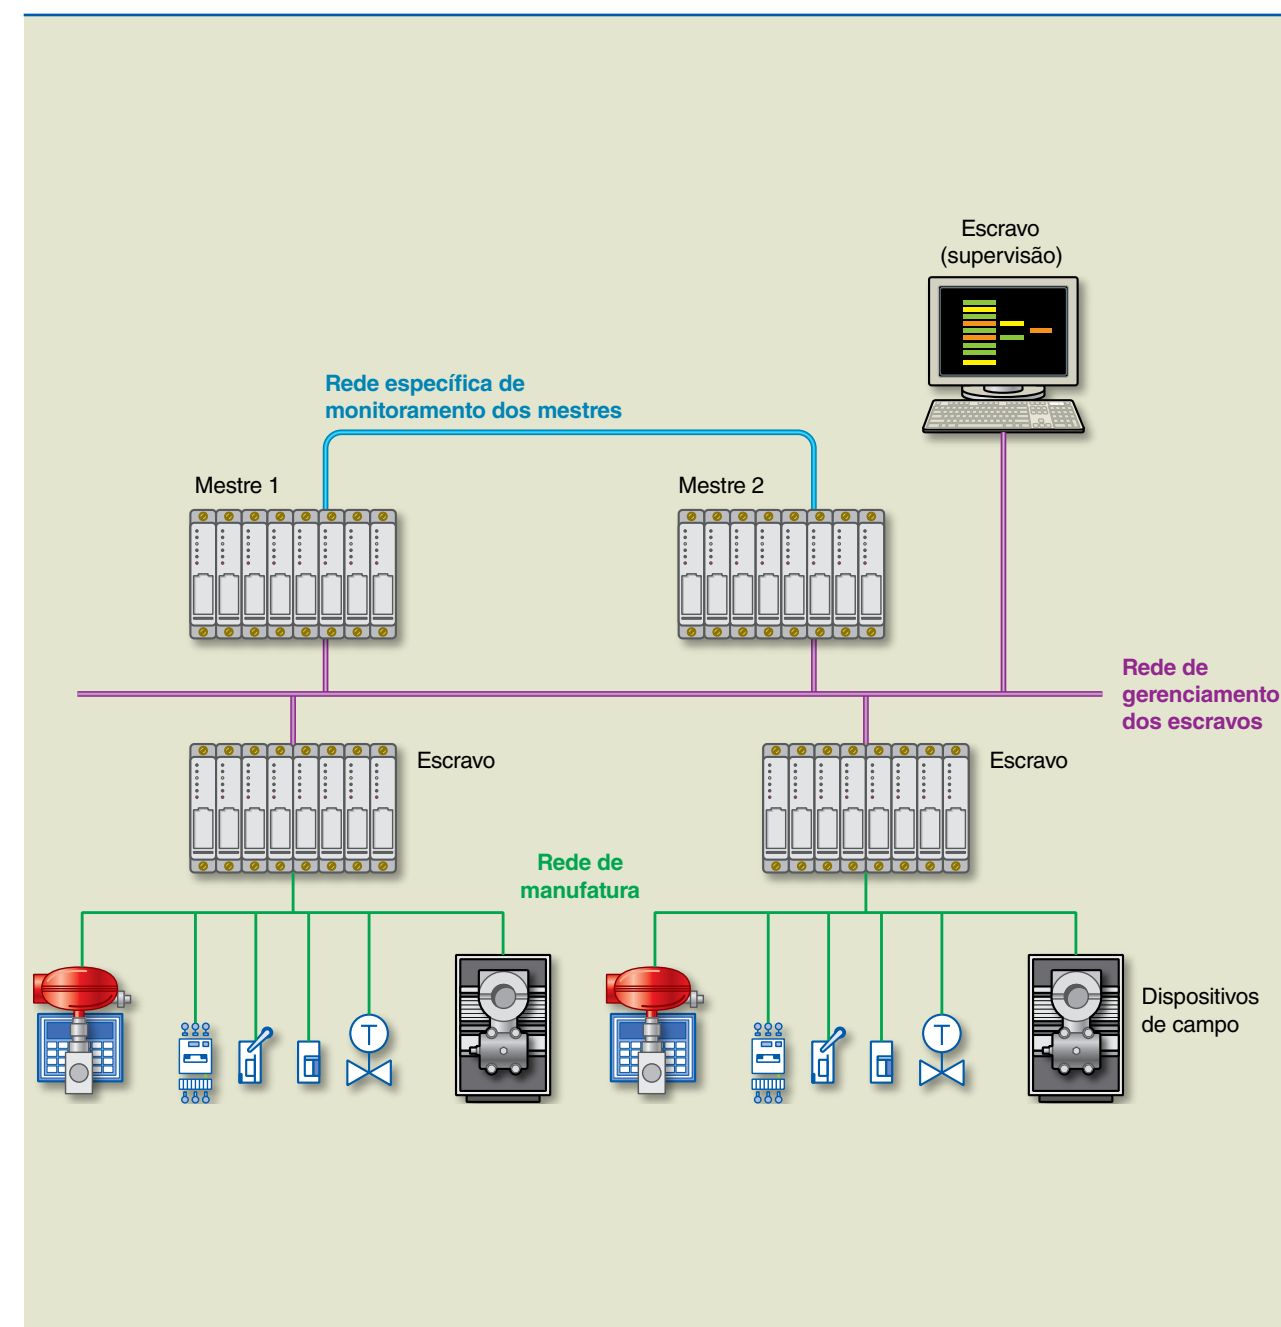 Escravo
(supervisão)
Rede específica de
monitoramento dos mestres
Mestre 1
Mestre 2
Rede de
gerenciamento
dos escravos
Escravo
Escravo
Rede de
manufatura
Dispositivos
de campo
T
T